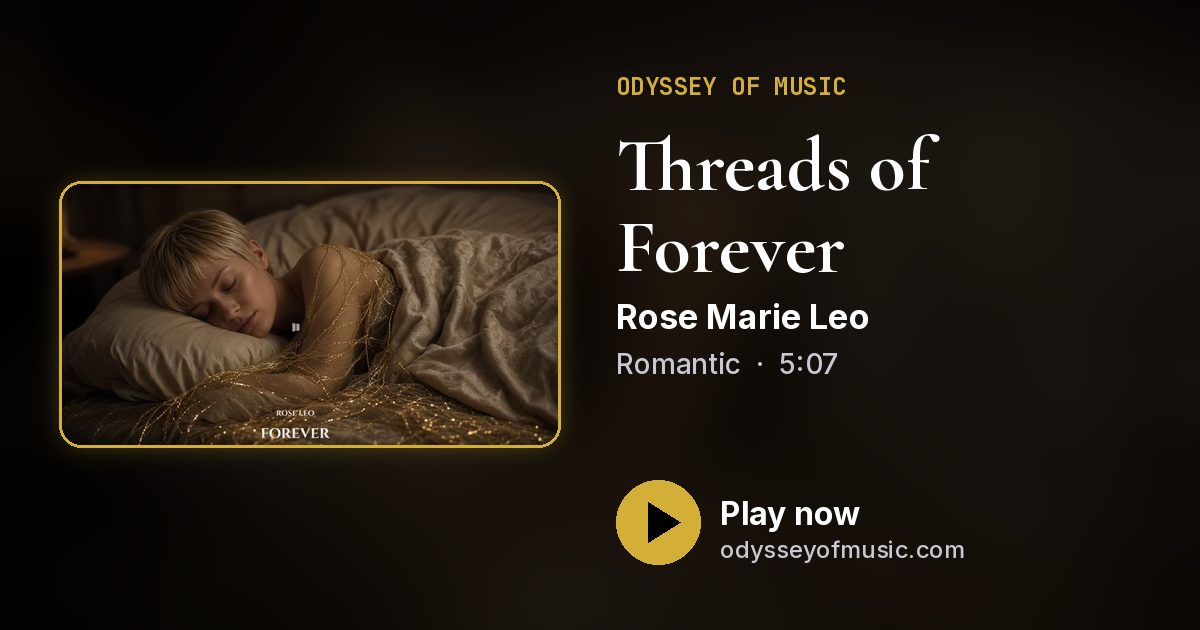 ODYSSEY OF MUSIC
Threads of
Forever
Rose Marie Leo
Romantic · 5:07
ROSE LEO
FOREVER
Play now
odysseyofmusic.com